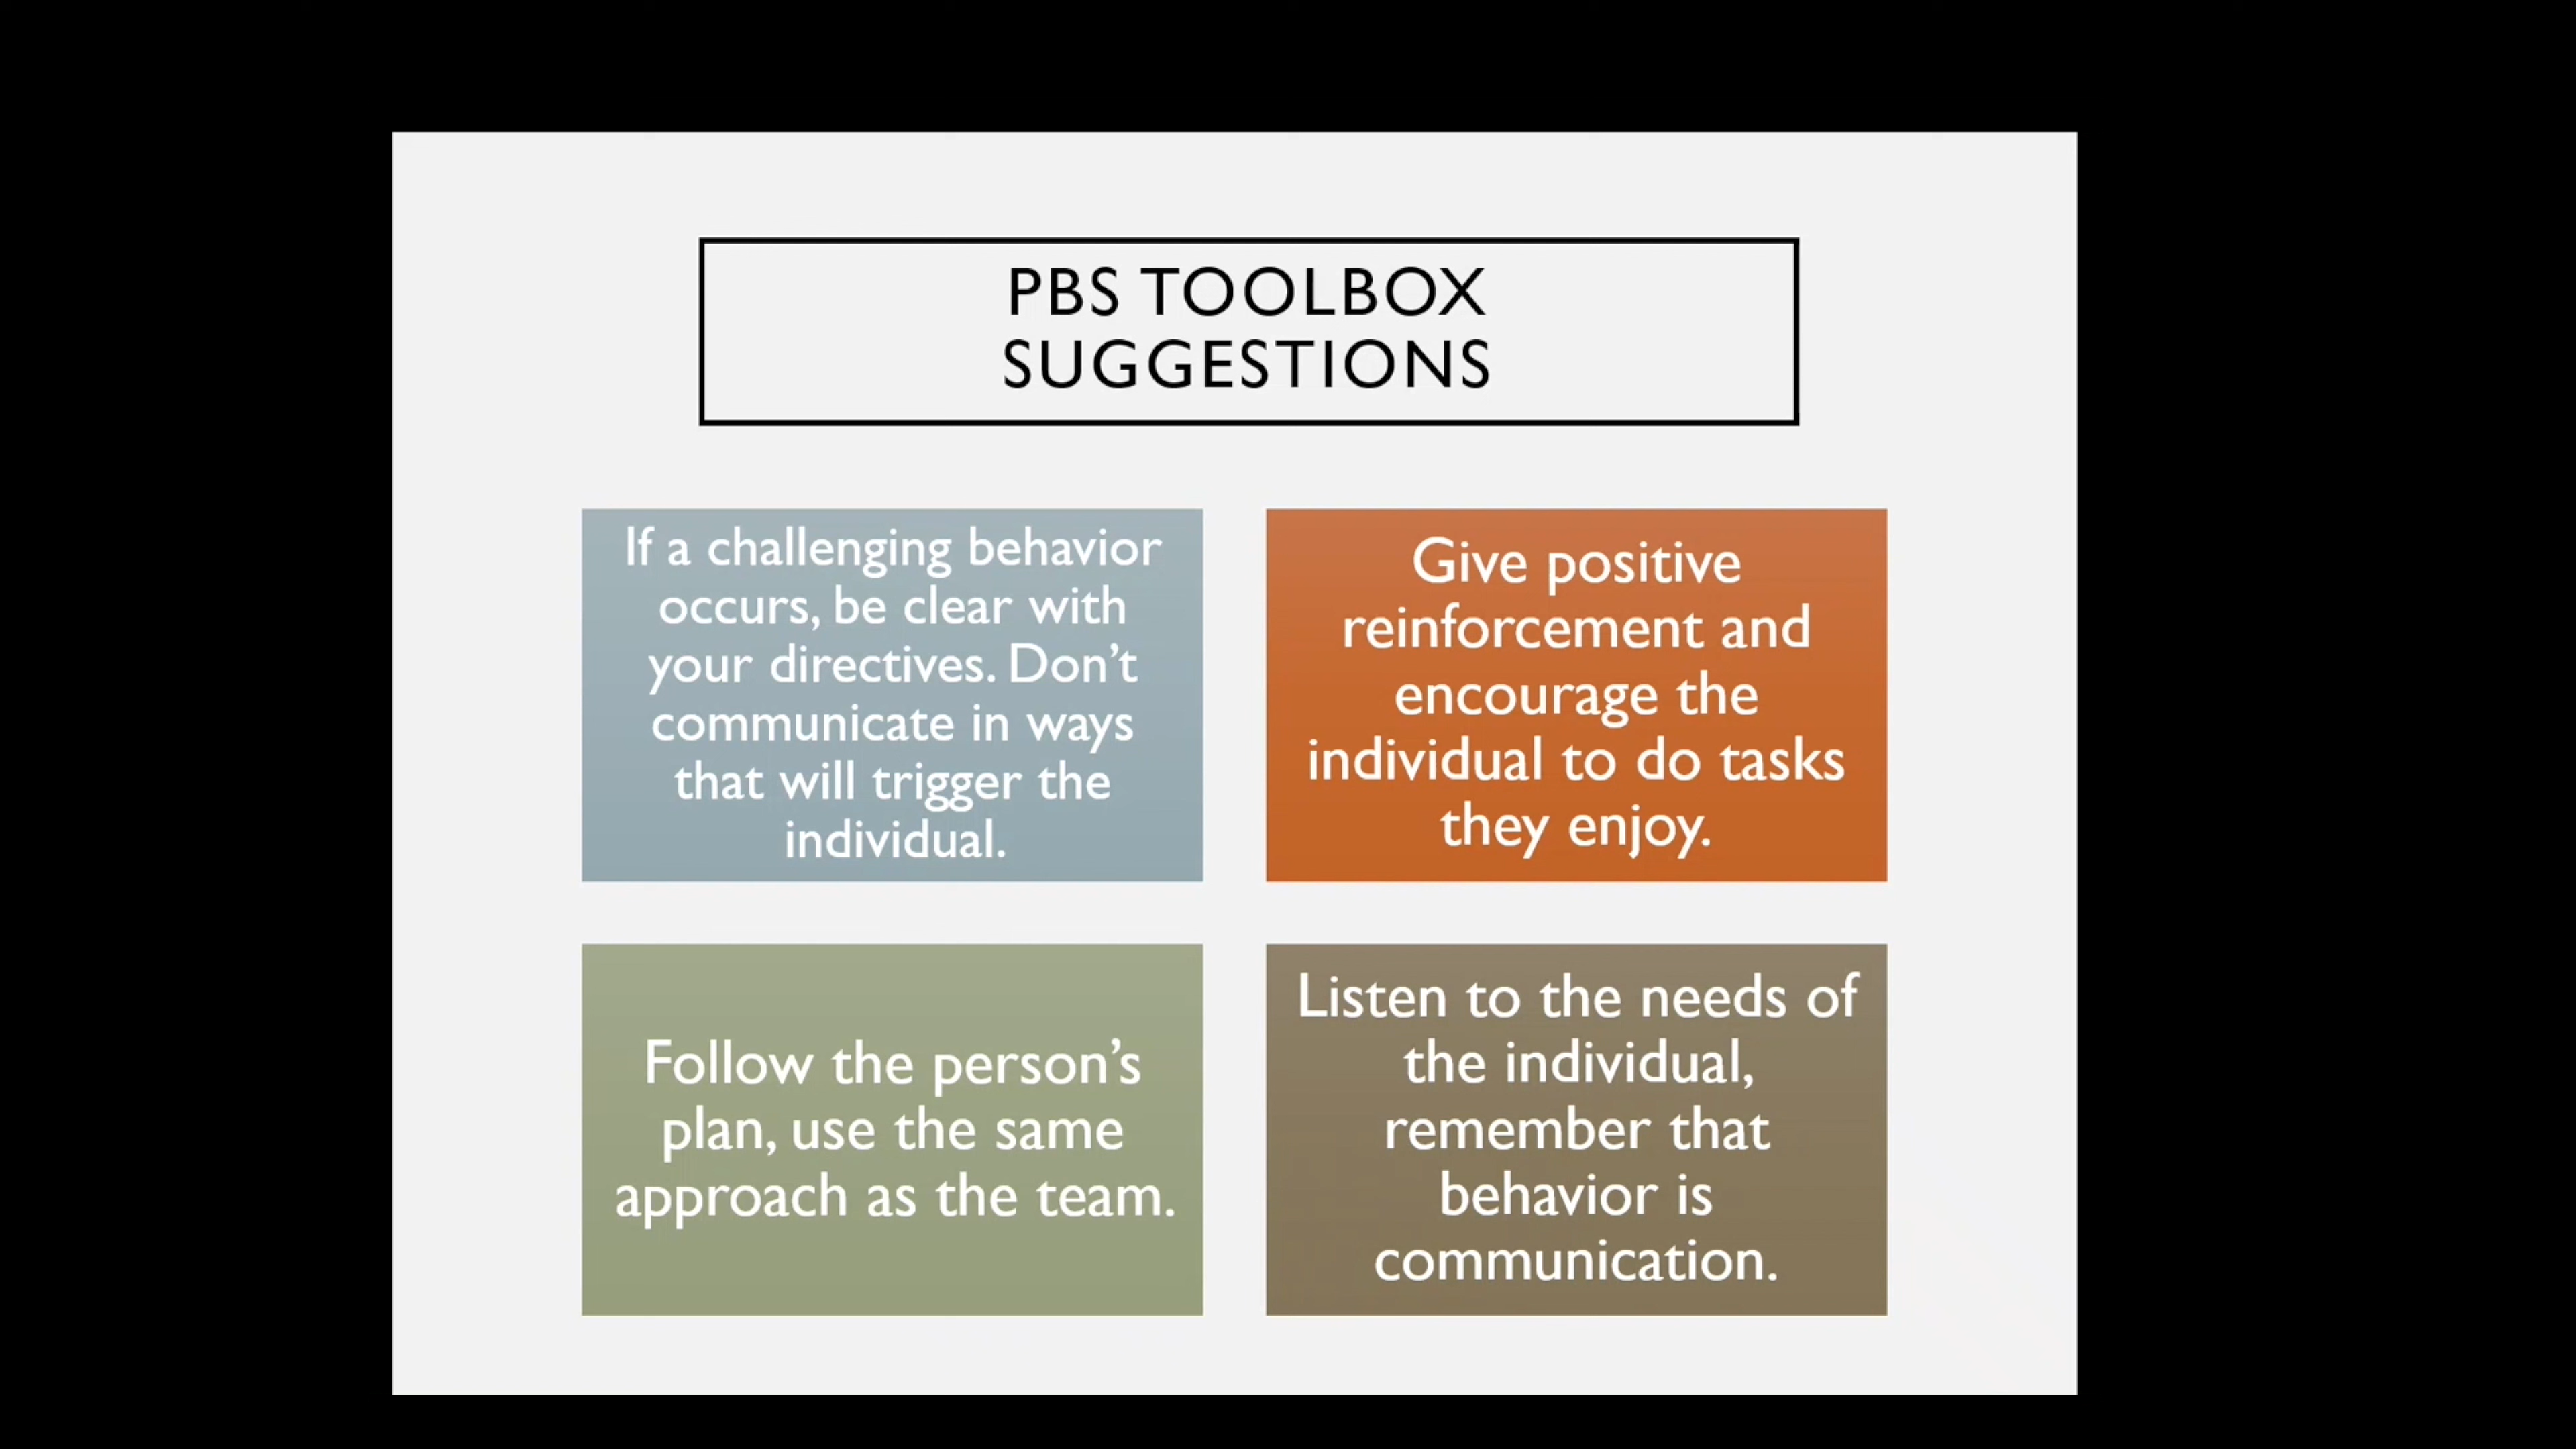 PBS TOOLBOX
SUGGESTIONS
If a challenging behavior
occurs, be clear with
your directives. Don’t
communicate in ways
that will trigger the
individual.
Give positive
reinforcement and
encourage the
individual to do tasks
they enjoy.
Follow the person’s
plan, use the same
approach as the team.
Listen to the needs of
the individual,
remember that
behavior is
communication.